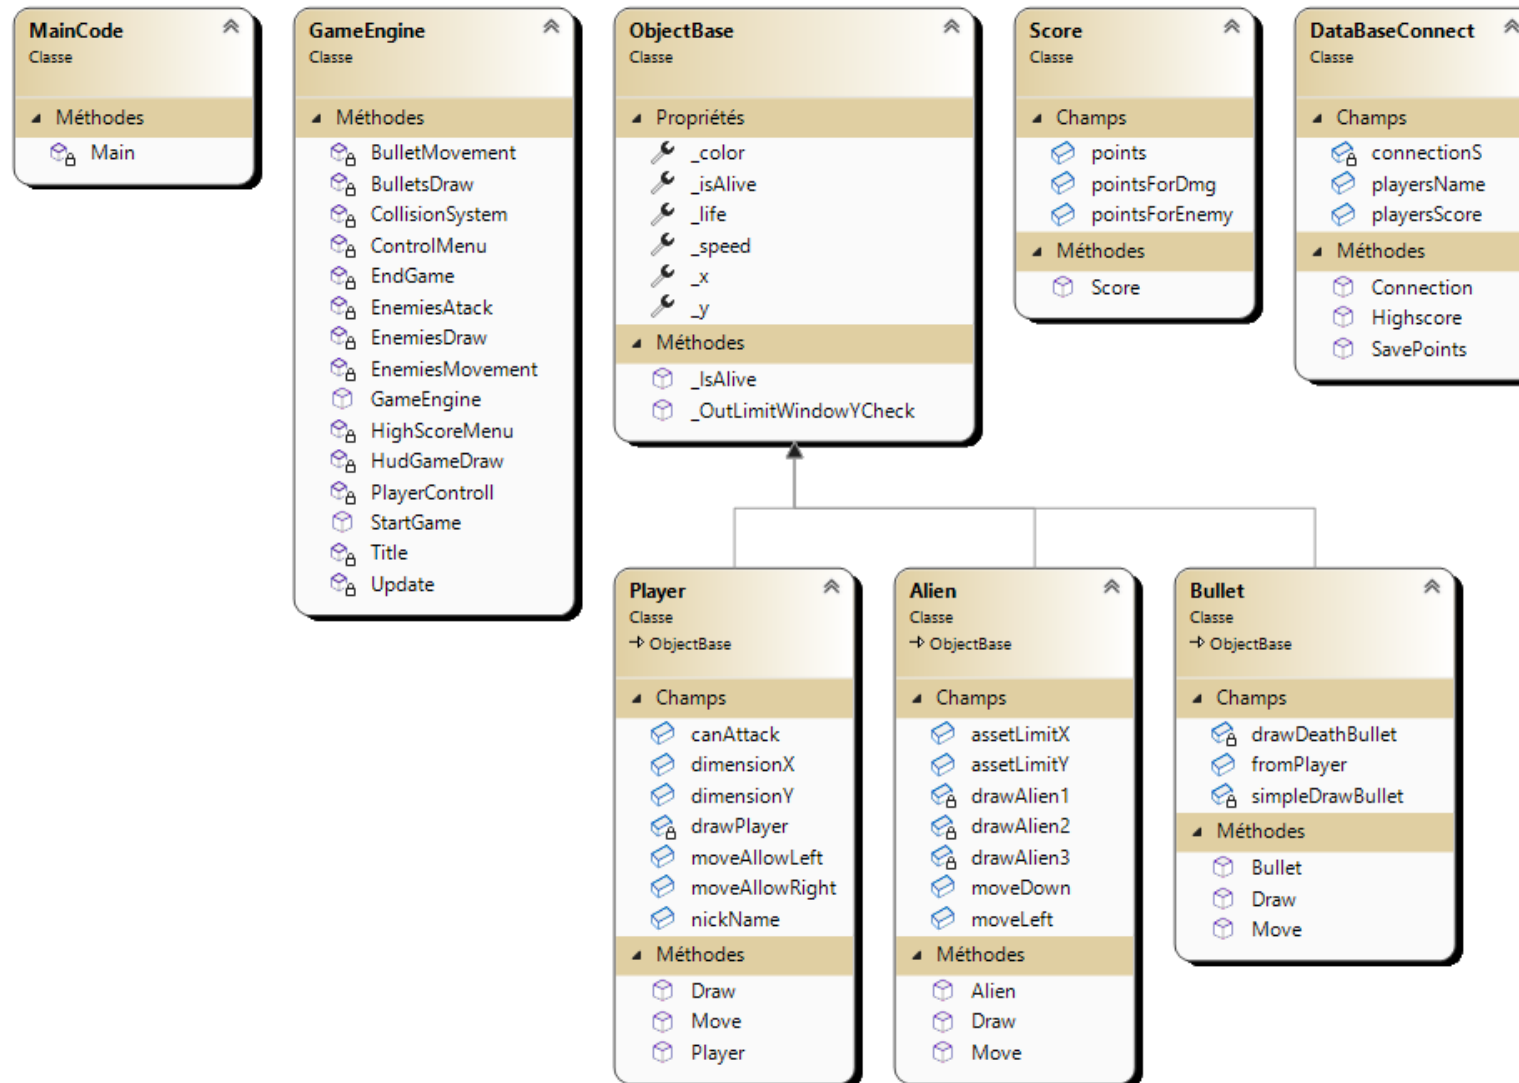 MainCode
Classe
Méthodes
Main
GameEngine
Classe
Méthodes
BulletMovement
BulletsDraw
CollisionSystem
ControlMenu
EndGame
EnemiesAtack
EnemiesDraw
EnemiesMovement
GameEngine
HighScoreMenu
HudGameDraw
PlayerControll
StartGame
Title
Update
ObjectBase
Classe
Propriétés
_color
_isAlive
_life
_speed
_x
_y
Méthodes
_IsAlive
_OutLimitWindowYCheck
Score
Classe
Champs
points
pointsForDmg
pointsForEnemy
Méthodes
Score
DataBaseConnect
Classe
Champs
connectionS
playersName
playersScore
Méthodes
Connection
Highscore
SavePoints
Player
Classe
ObjectBase
Champs
canAttack
dimensionX
dimensionY
drawPlayer
moveAllowLeft
moveAllowRight
nickName
Méthodes
Draw
Move
Player
Alien
Classe
ObjectBase
Champs
assetLimitX
assetLimitY
drawAlien1
drawAlien2
drawAlien3
moveDown
moveLeft
Méthodes
Alien
Draw
Move
Bullet
Classe
ObjectBase
Champs
drawDeathBullet
fromPlayer
simpleDrawBullet
Méthodes
Bullet
Draw
Move